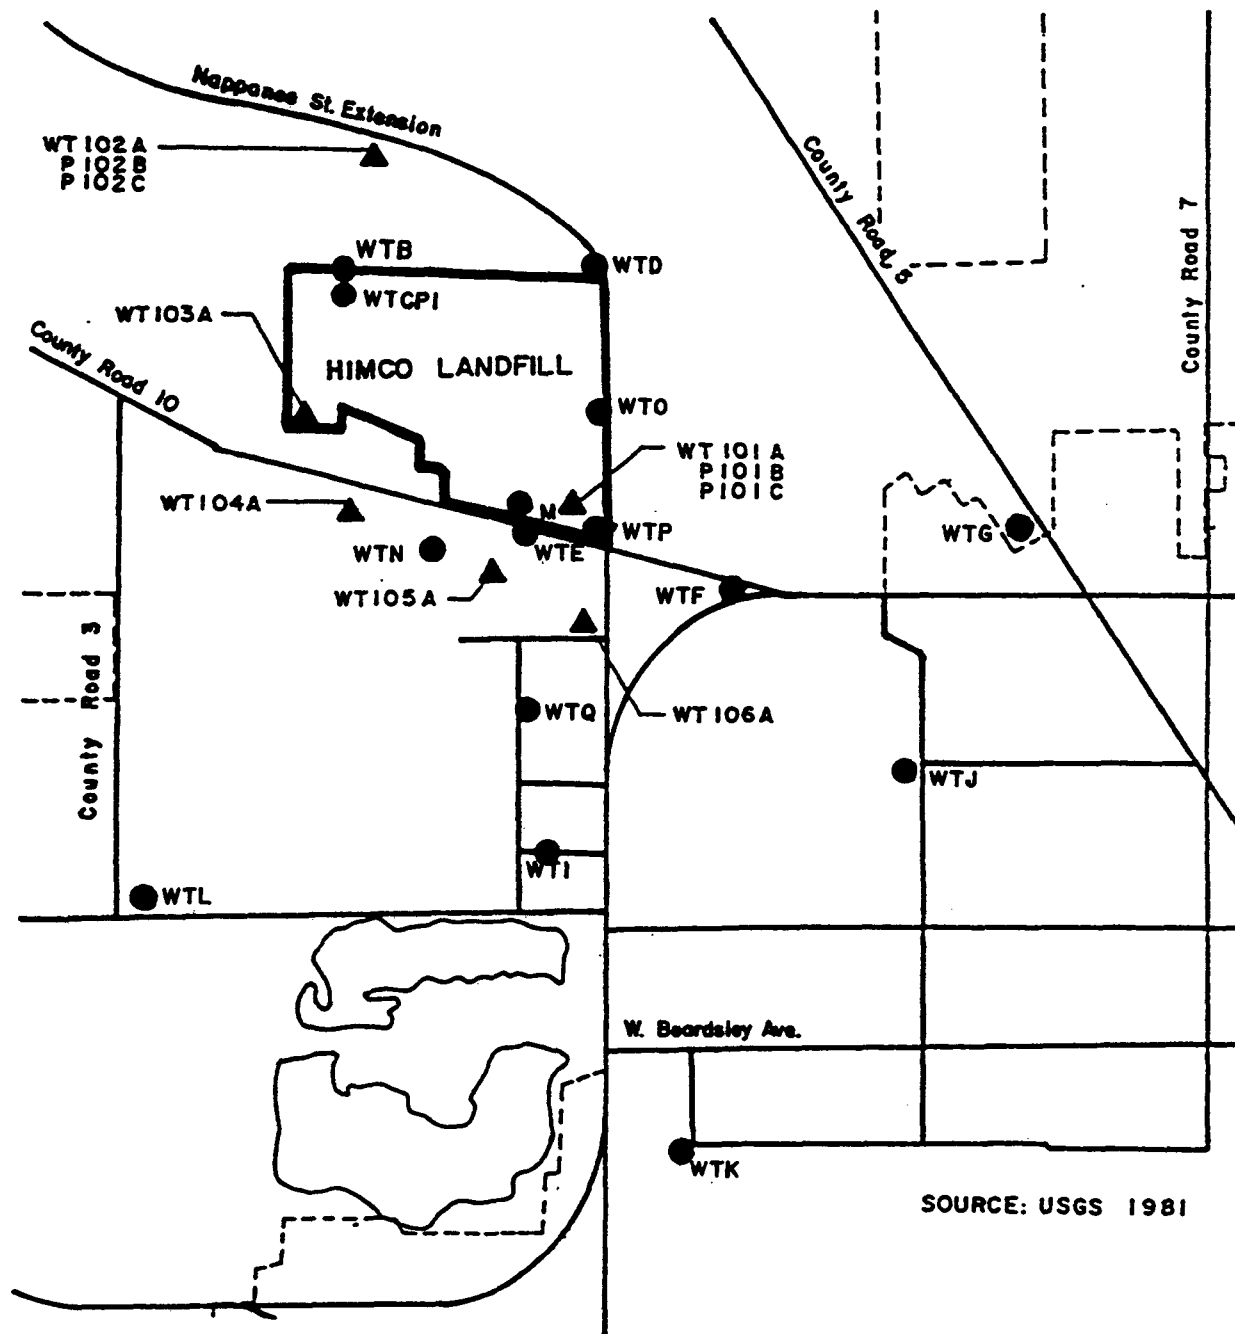 Nappanee St. Extension
WT102A
P102B
P102C
County Road 5
County Road 7
WTB
WTD
WTCP1
WT103A
County Road 10
HIMCO LANDFILL
WTO
WT101A
P101B
P101C
WT104A
M
WTP
WTG
WTN
WTE
WT105A
WTF
County Road 3
WTQ
WT106A
WTJ
WTI
WTL
W. Beardsley Ave.
WTK
SOURCE: USGS 1981